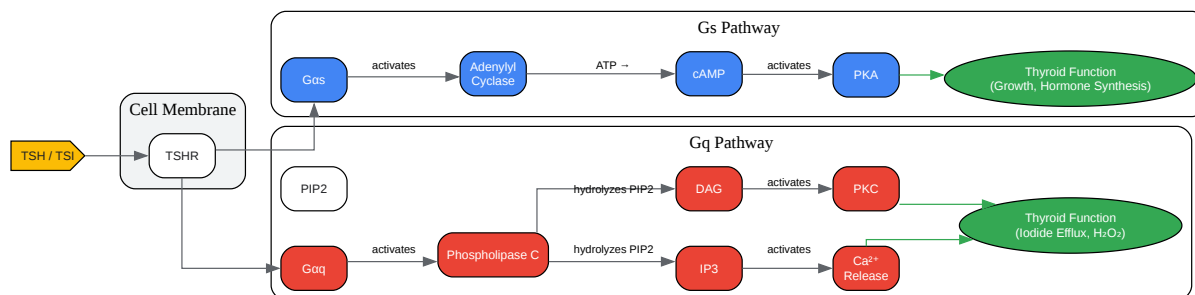 Gs Pathway
Gαs
activates
Adenylyl
Cyclase
ATP →
cAMP
activates
PKA
Thyroid Function
(Growth, Hormone Synthesis)
Cell Membrane
TSH / TSI
TSHR
Gq Pathway
PIP2
hydrolyzes PIP2
DAG
activates
PKC
Thyroid Function
(Iodide Efflux, H₂O₂)
Gαq
activates
Phospholipase C
hydrolyzes PIP2
IP3
activates
Ca²⁺
Release